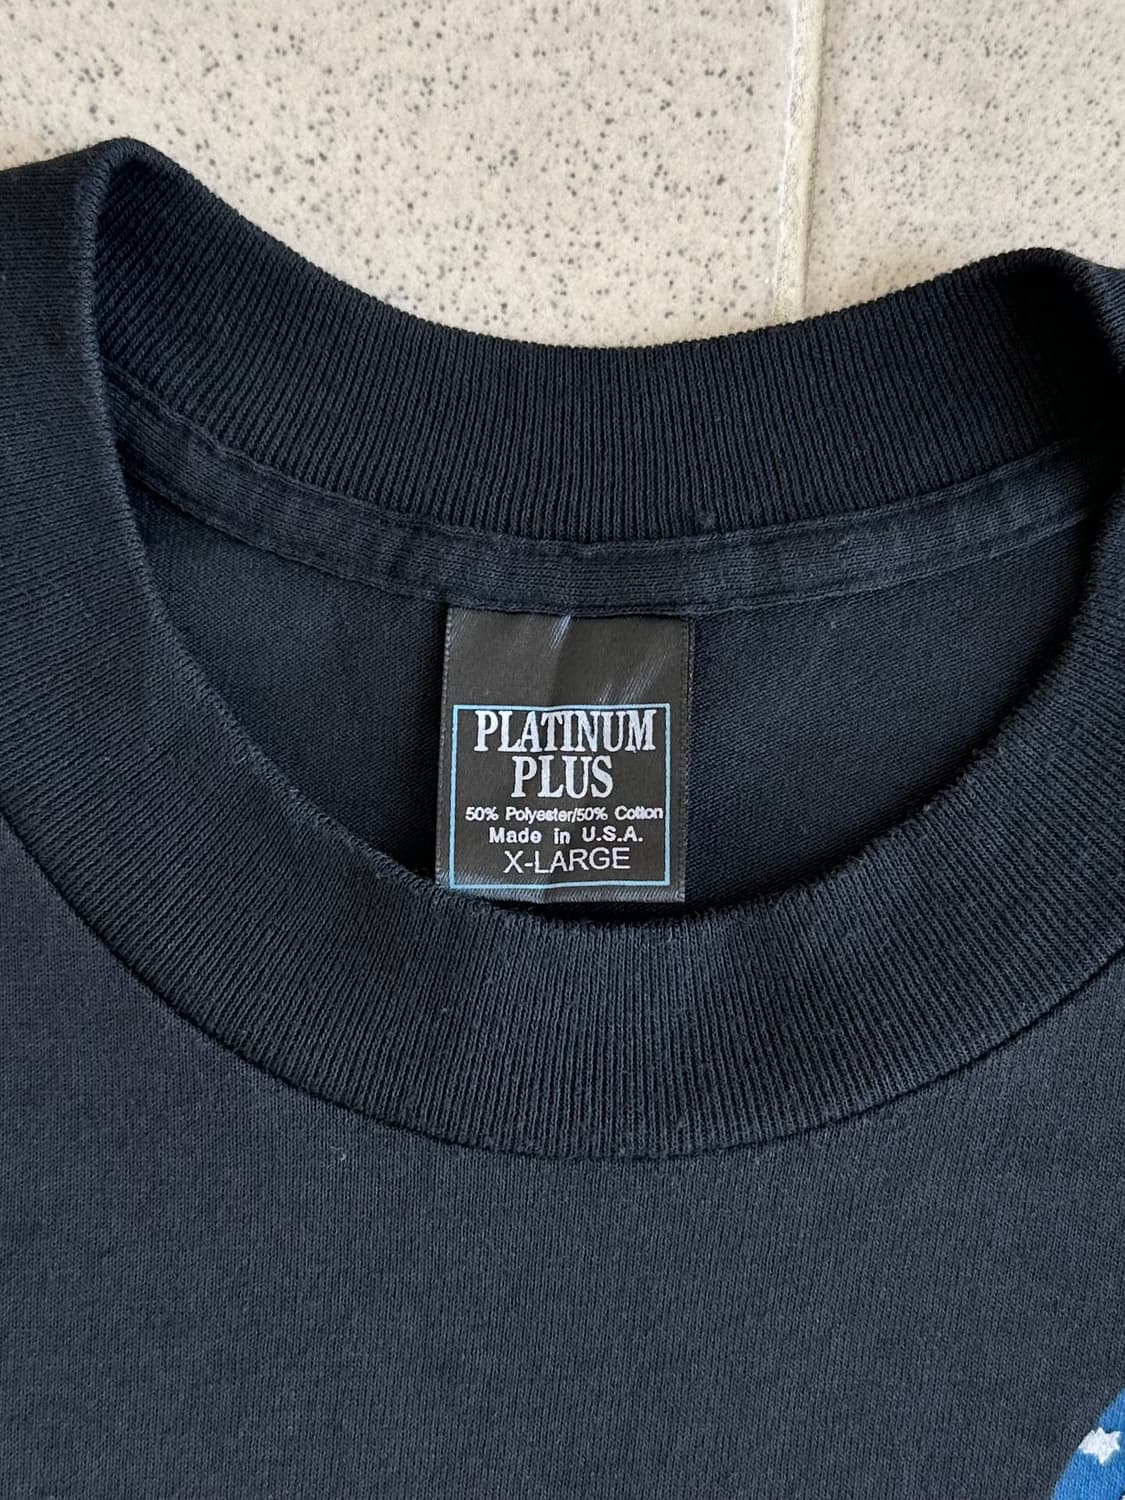 PLATINUM
PLUS
50% Polyester/50% Cotton
Made in U.S.A.
X-LARGE